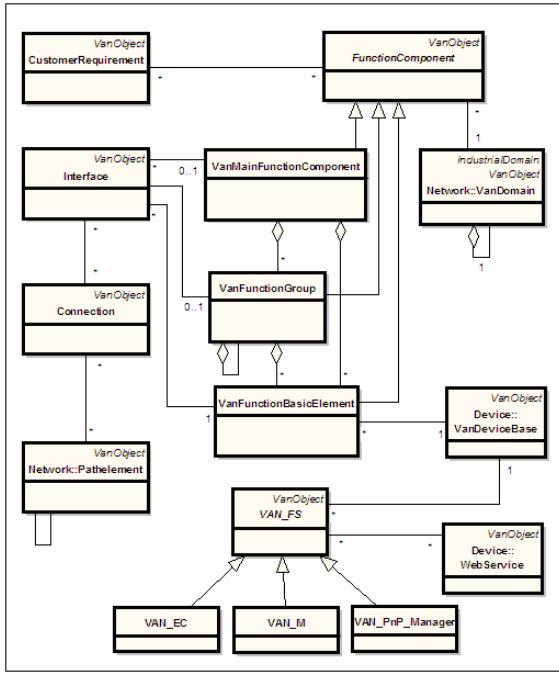 VanObject
CustomerRequirement
*
*
VanObject
FunctionComponent
*
1
VanObject
Interface
*
*
*
0..1
VanMainFunctionComponent
IndustrialDomain
VanObject
Network::VanDomain
1
*
*
VanObject
Connection
*
0..1
*
VanFunctionGroup
*
*
1
VanFunctionBasicElement
*
1
VanObject
Device::
VanDeviceBase
1
*
VanObject
Network::Pathelement
VanObject
VAN_FS
*
*
*
VanObject
Device::
WebService
VAN_EC
VAN_M
VAN_PnP_Manager